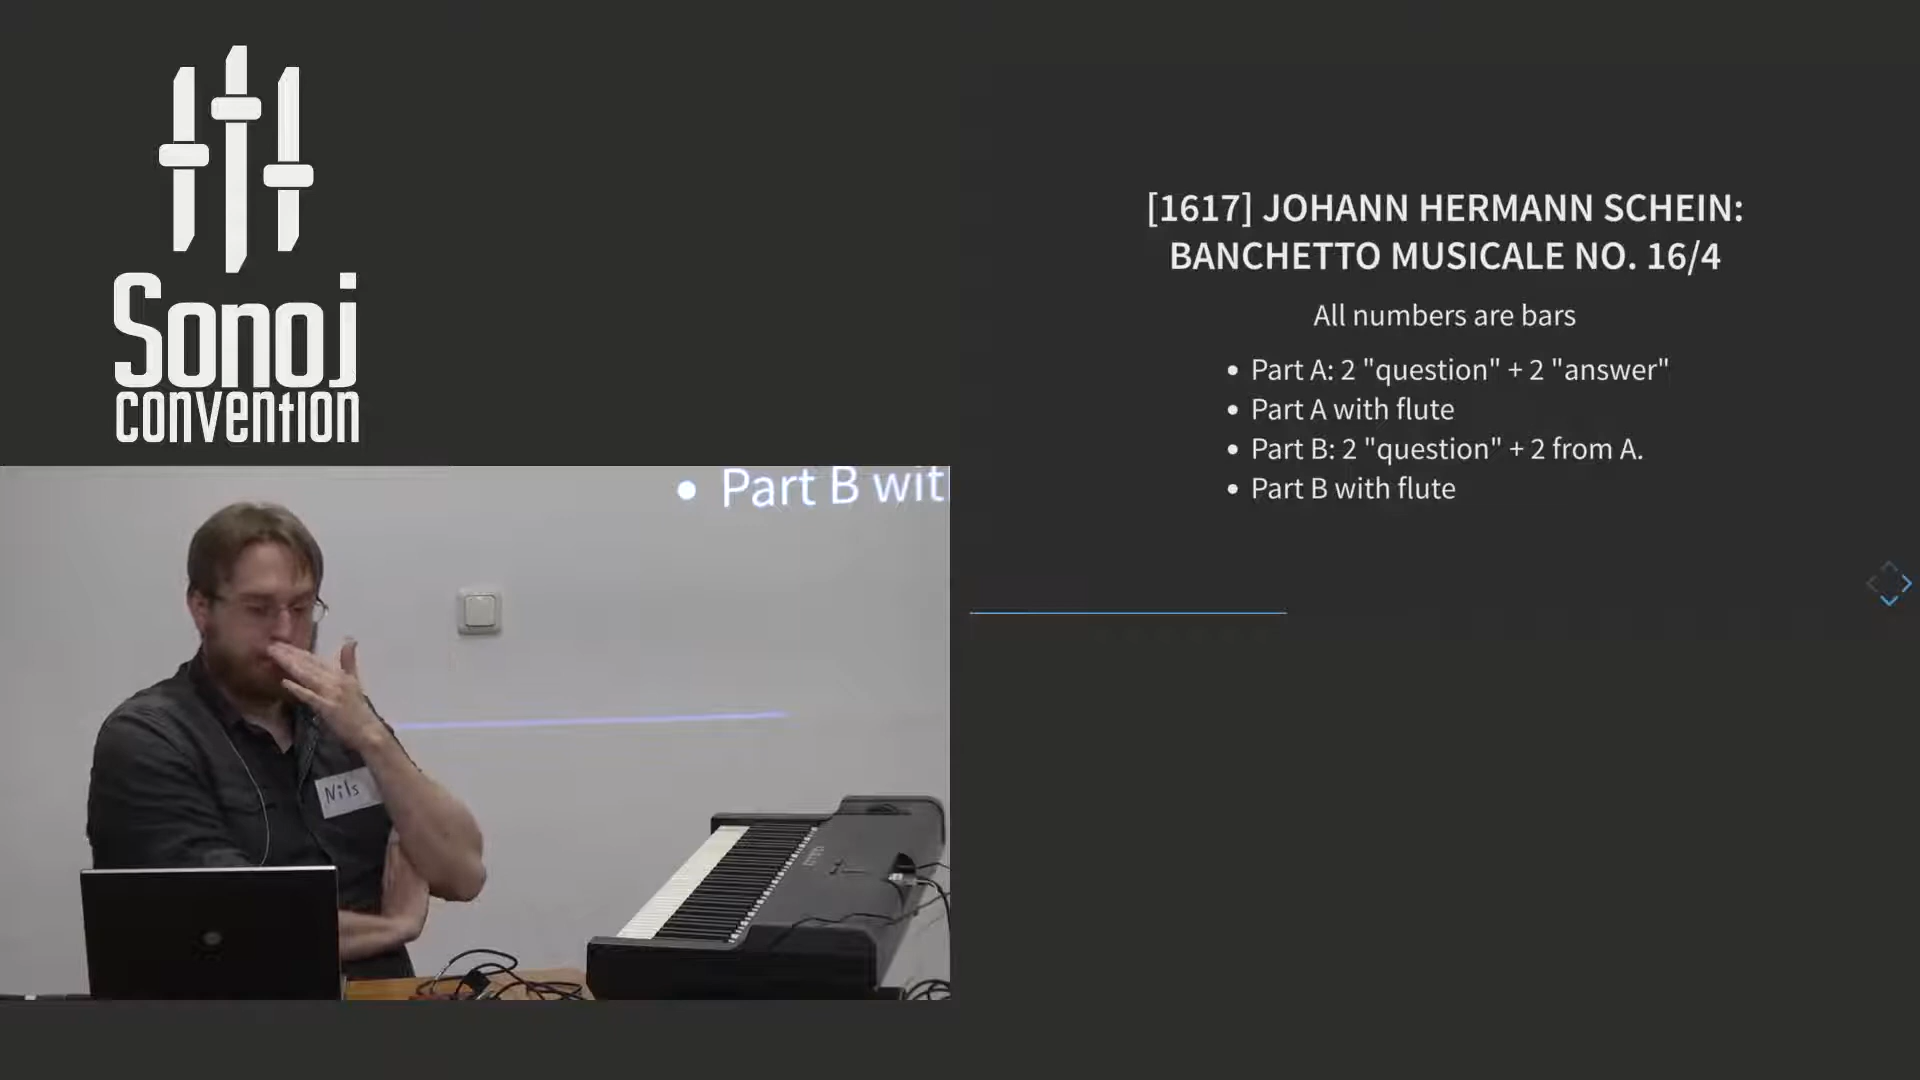 Sonoj
convention
[1617] JOHANN HERMANN SCHEIN:
BANCHETTO MUSICALE NO. 16/4
All numbers are bars
• Part A: 2 "question" + 2 "answer"
• Part A with flute
• Part B: 2 "question" + 2 from A.
• Part B with flute
• Part B wit
Nils